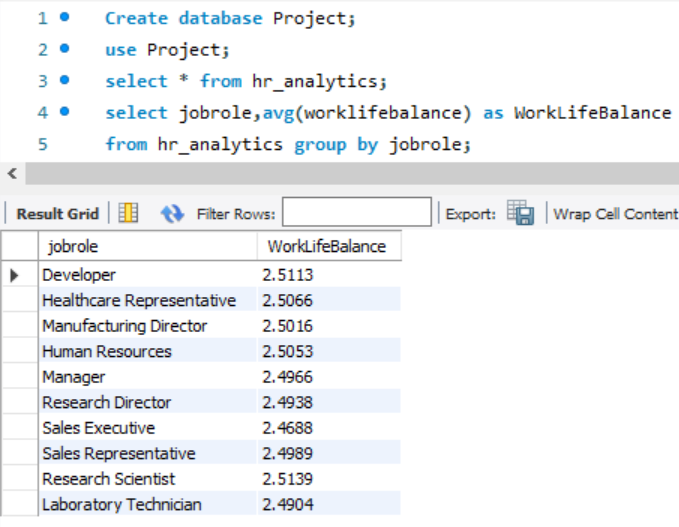 1 Create database Project;
2 use Project;
3 select * from hr_analytics;
4 select jobrole,avg(worklifebalance) as WorkLifeBalance
5 from hr_analytics group by jobrole;
Result Grid Filter Rows: Export: Wrap Cell Content
jobrole WorkLifeBalance
Developer 2.5113
Healthcare Representative 2.5066
Manufacturing Director 2.5016
Human Resources 2.5053
Manager 2.4966
Research Director 2.4938
Sales Executive 2.4688
Sales Representative 2.4989
Research Scientist 2.5139
Laboratory Technician 2.4904